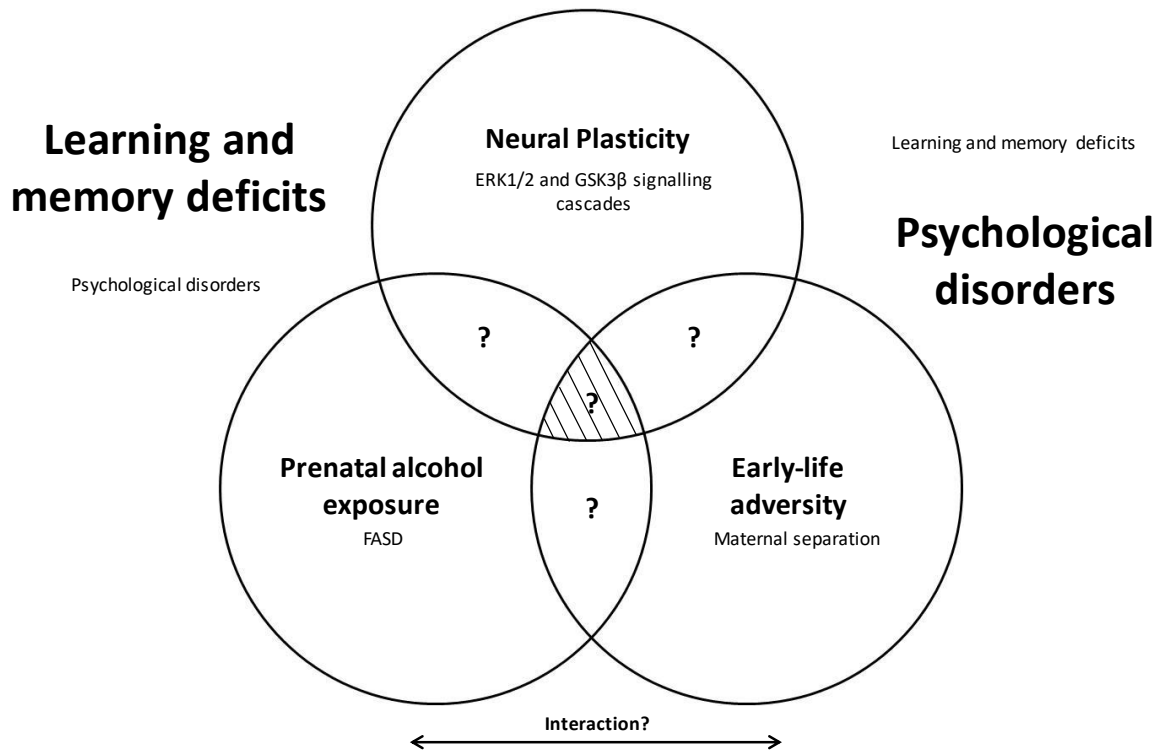 Learning and
memory deficits
Psychological disorders
Neural Plasticity
ERK1/2 and GSK3β signalling
cascades
Learning and memory deficits
Psychological
disorders
?
?
?
Prenatal alcohol
exposure
FASD
?
Early-life
adversity
Maternal separation
Interaction?